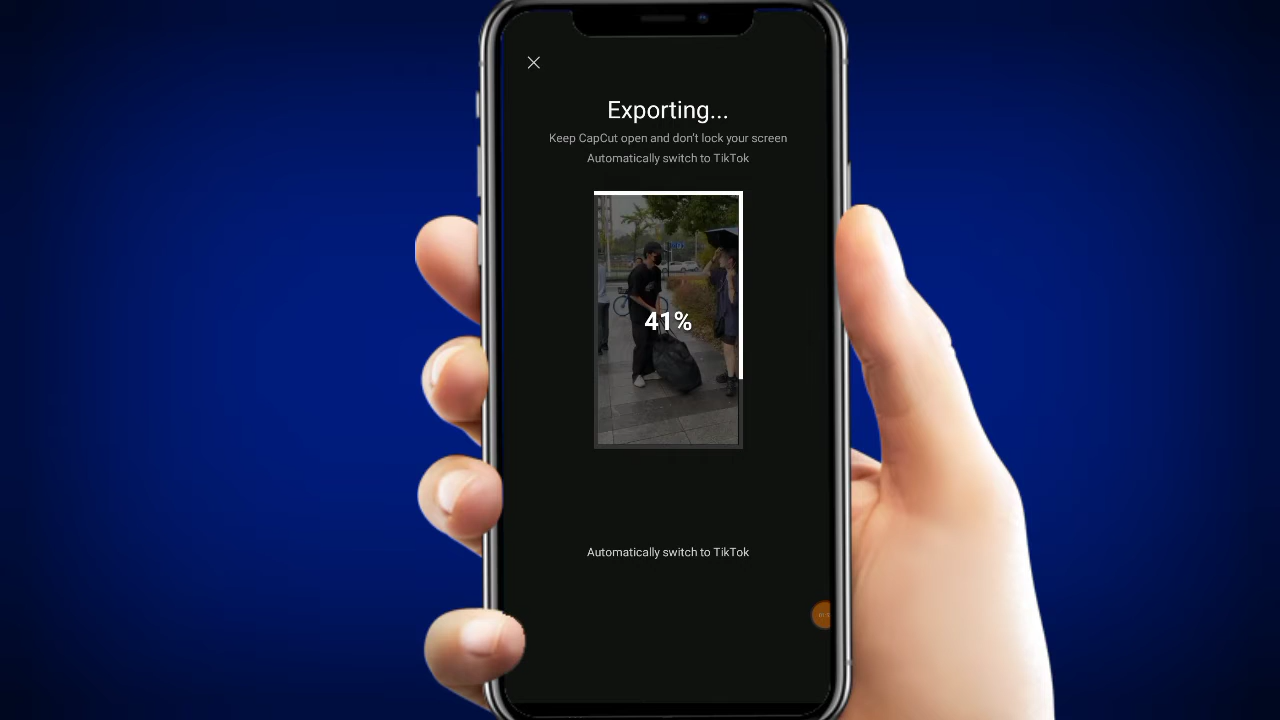 Exporting...
Keep CapCut open and don't lock your screen
Automatically switch to TikTok
41%
Automatically switch to TikTok